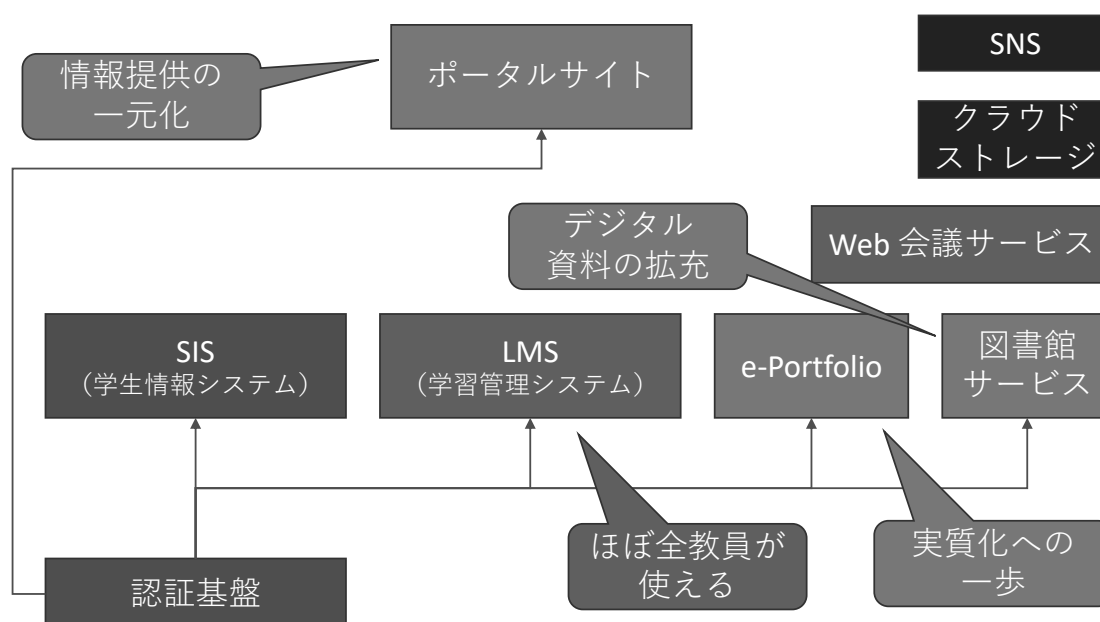 情報提供の
一元化
ポータルサイト
SNS
クラウド
ストレージ
デジタル
資料の拡充
Web 会議サービス
SIS
（学生情報システム）
LMS
（学習管理システム）
e-Portfolio
図書館
サービス
ほぼ全教員が
使える
実質化への
一歩
認証基盤